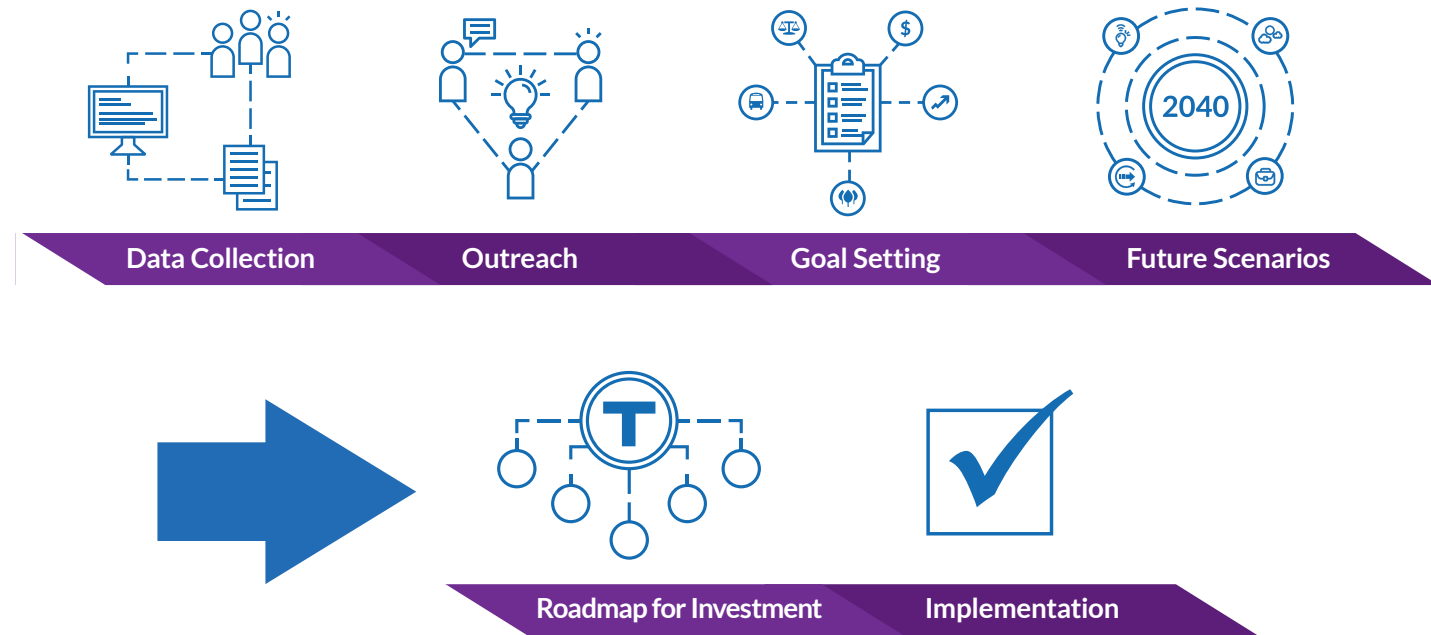 $
2040
Data Collection
Outreach
Goal Setting
Future Scenarios
T
Roadmap for Investment
Implementation